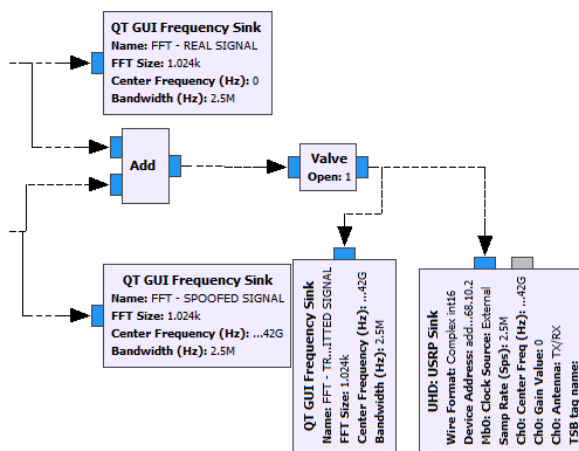 QT GUI Frequency Sink
Name: FFT - REAL SIGNAL
FFT Size: 1.024k
Center Frequency (Hz): 0
Bandwidth (Hz): 2.5M
Add
Valve
Open: 1
QT GUI Frequency Sink
Name: FFT - SPOOFED SIGNAL
FFT Size: 1.024k
Center Frequency (Hz): ...42G
Bandwidth (Hz): 2.5M
QT GUI Frequency Sink
Name: FFT - TR...ITTED SIGNAL
FFT Size: 1.024k
Center Frequency (Hz): ...42G
Bandwidth (Hz): 2.5M
UHD: USRP Sink
Wire Format: Complex int16
Device Address: add...68.10.2
Mb0: Clock Source: External
Samp Rate (Sps): 2.5M
Ch0: Center Freq (Hz): ...42G
Ch0: Gain Value: 0
Ch0: Antenna: TX/RX
TSB tag name: